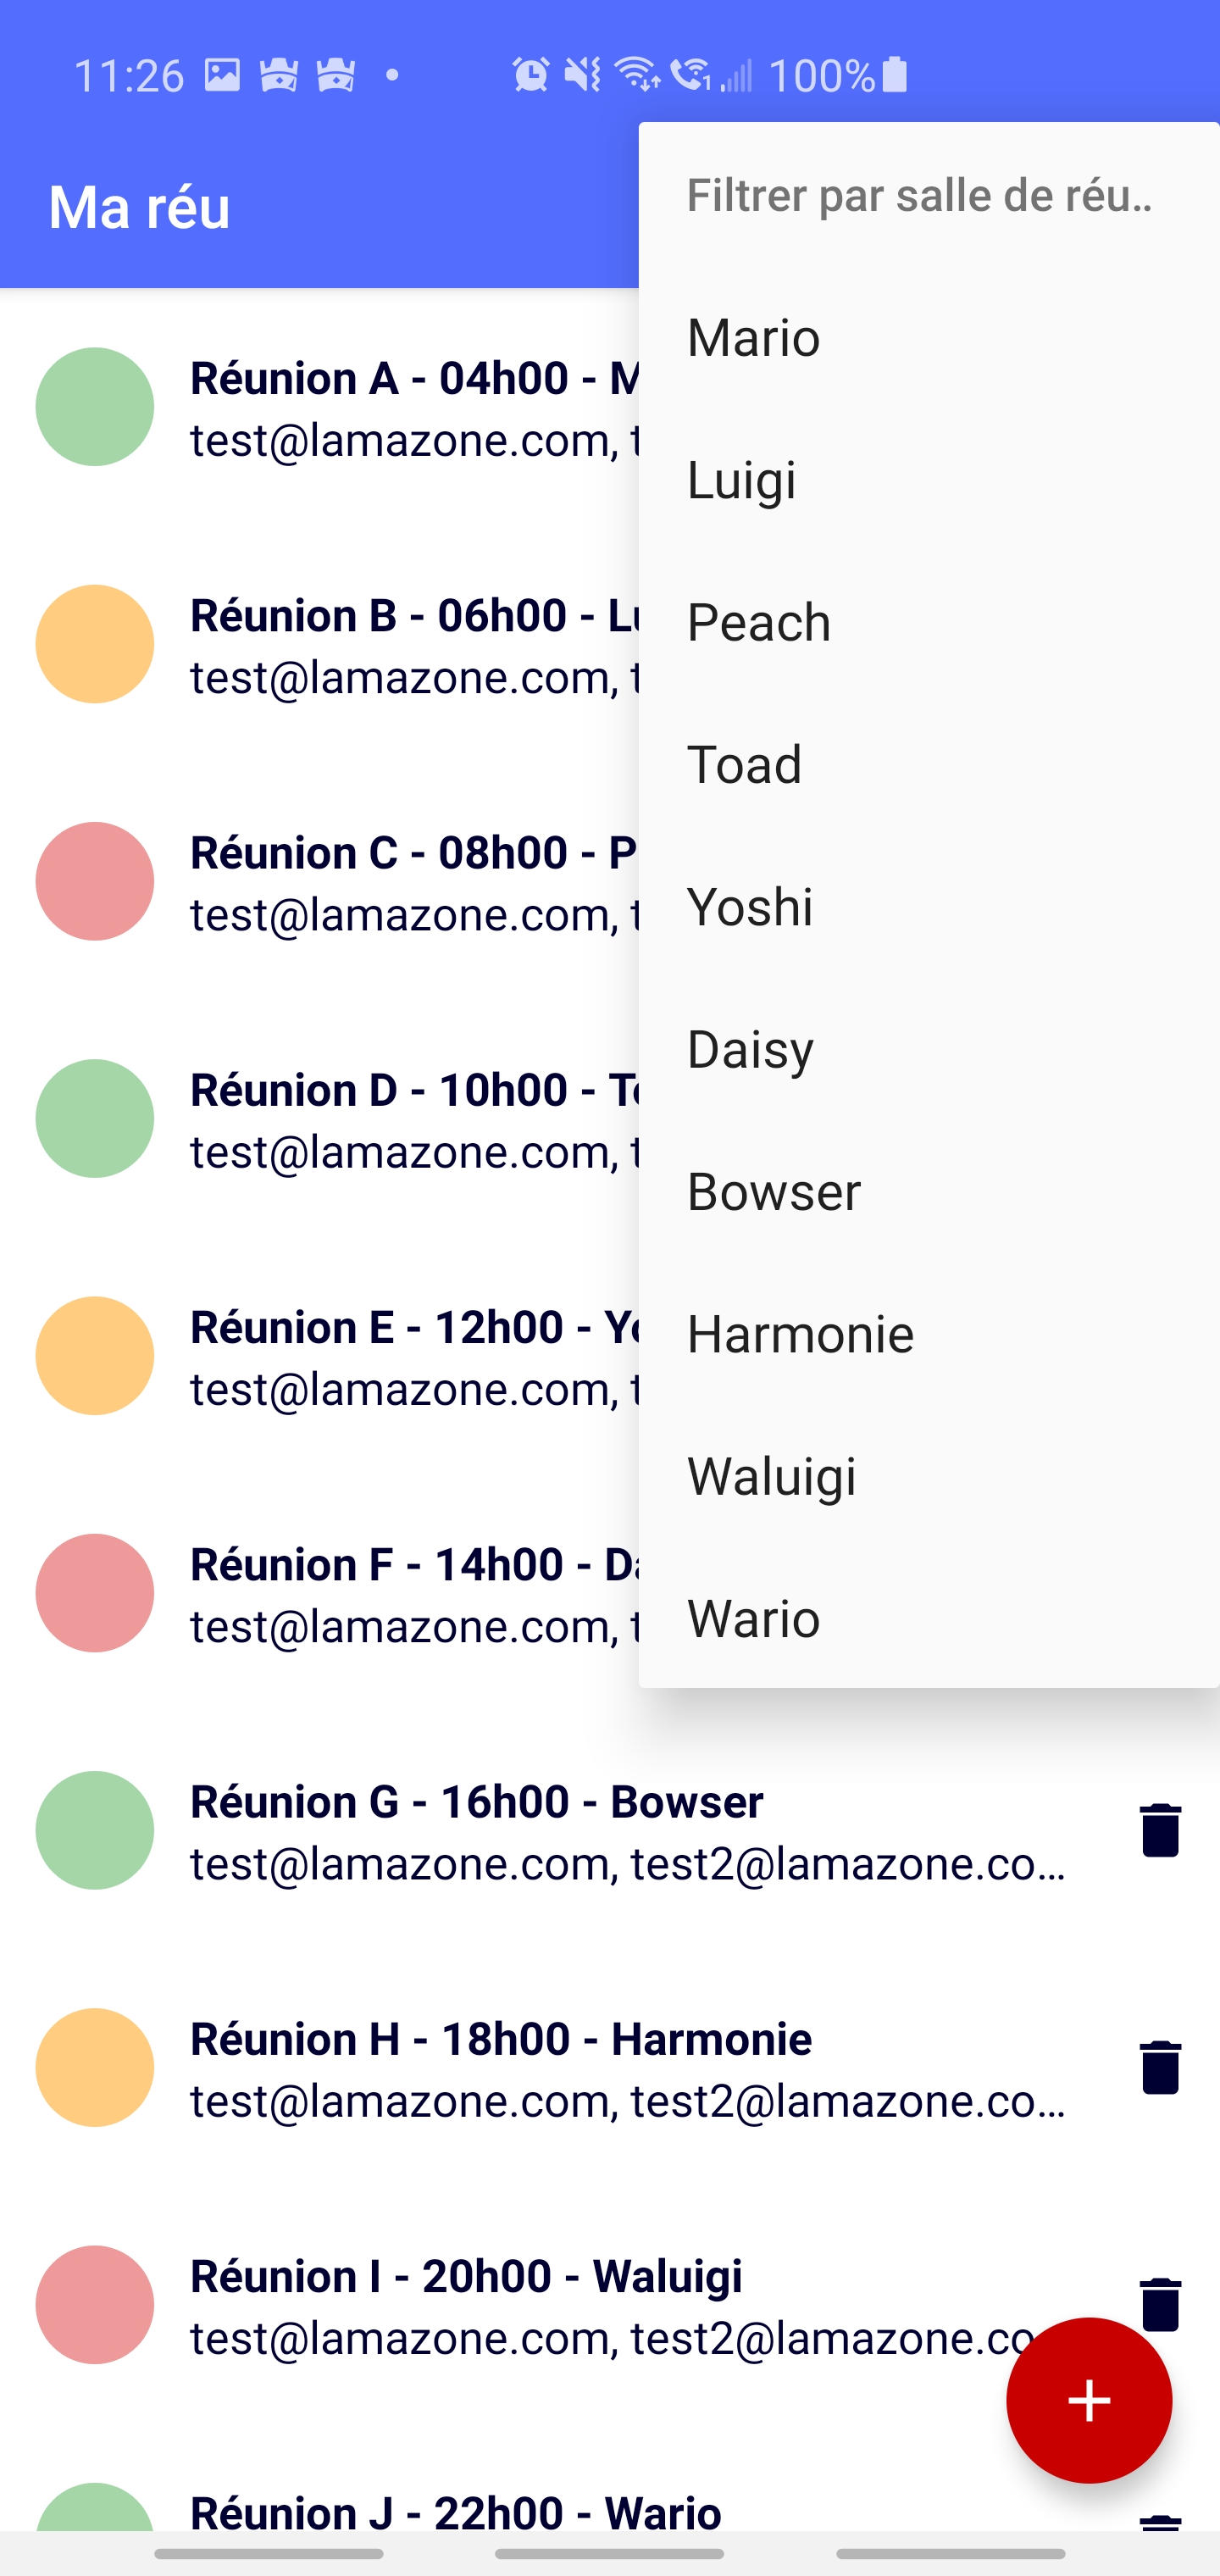 11:26
100%
Ma réu
Filtrer par salle de réu..
Mario
Luigi
Peach
Toad
Yoshi
Daisy
Bowser
Harmonie
Waluigi
Wario
Réunion A - 04h00 - M
test@lamazone.com, t
Réunion B - 06h00 - Lu
test@lamazone.com, t
Réunion C - 08h00 - P
test@lamazone.com, t
Réunion D - 10h00 - To
test@lamazone.com, t
Réunion E - 12h00 - Yo
test@lamazone.com, t
Réunion F - 14h00 - Da
test@lamazone.com, t
Réunion G - 16h00 - Bowser
test@lamazone.com, test2@lamazone.co...
Réunion H - 18h00 - Harmonie
test@lamazone.com, test2@lamazone.co...
Réunion I - 20h00 - Waluigi
test@lamazone.com, test2@lamazone.co
Réunion J - 22h00 - Wario